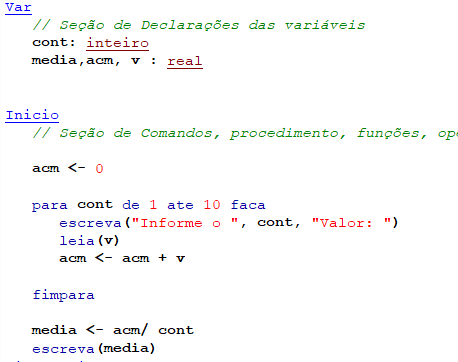 Var
// Seção de Declarações das variáveis
cont: inteiro
media,acm, v : real
Inicio
// Seção de Comandos, procedimento, funções, ope
acm <- 0
para cont de 1 ate 10 faca
escreva("Informe o ", cont, "Valor: ")
leia(v)
acm <- acm + v
fimpara
media <- acm/ cont
escreva(media)